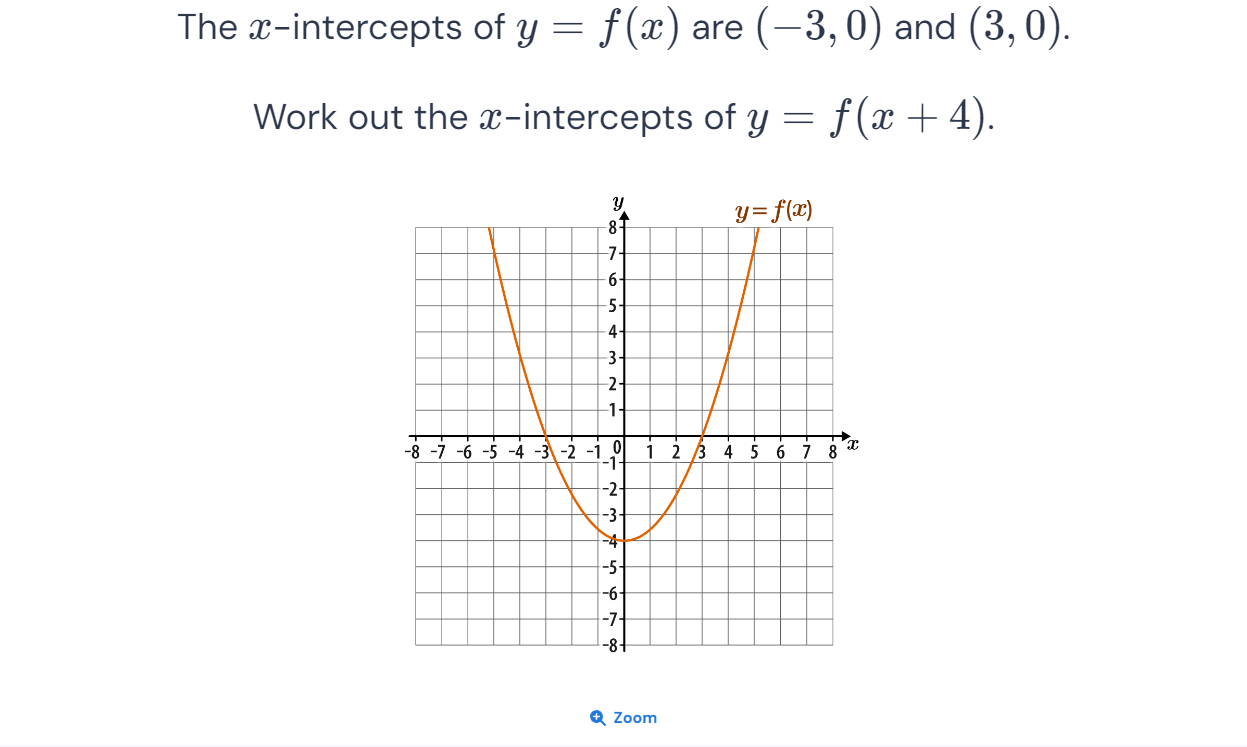 The x-intercepts of y = f(x) are (−3, 0) and (3, 0).
Work out the x-intercepts of y = f(x + 4).
y
y = f(x)
8
7
6
5
4
3
2
1
-8 -7 -6 -5 -4 -3 -2 -1 0 1 2 3 4 5 6 7 8 x
-1
-2
-3
-4
-5
-6
-7
-8
Zoom